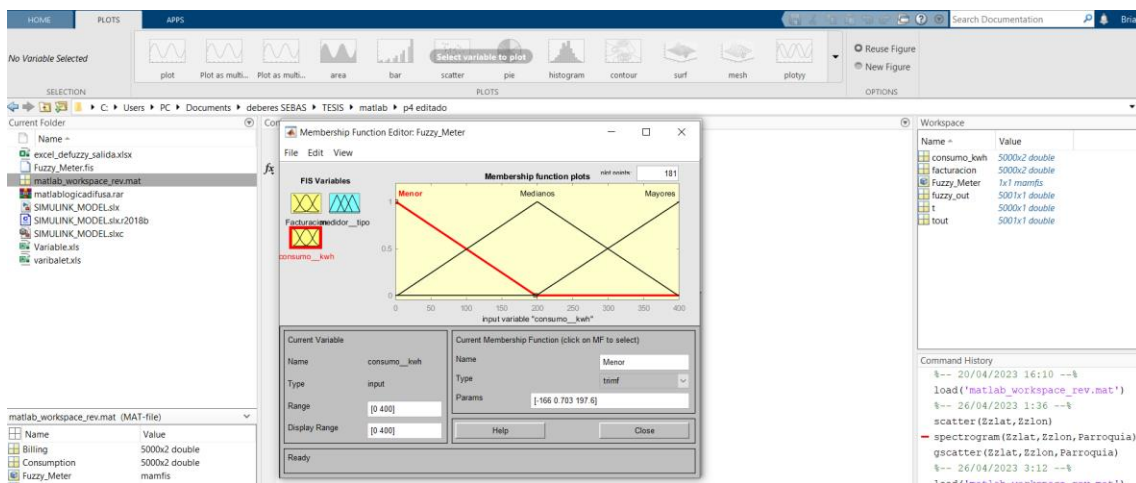 HOME PLOTS APPS
Search Documentation
Bria
No Variable Selected
Select variable to plot
plot Plot as multi... Plot as multi... area bar scatter pie histogram contour surf mesh plotyy
Reuse Figure
New Figure
SELECTION PLOTS OPTIONS
C: Users PC Documents deberes SEBAS TESIS matlab p4 editado
Current Folder
Name
excel_defuzzy_salida.xlsx
Fuzzy_Meter.fis
matlab_workspace_rev.mat
matlablogicadifusa.rar
SIMULINK_MODEL.slx
SIMULINK_MODEL.slx.r2018b
SIMULINK_MODEL.slxc
Variable.xls
varibalet.xls
matlab_workspace_rev.mat (MAT-file)
Name Value
Billing 5000x2 double
Consumption 5000x2 double
Fuzzy_Meter mamfis
Co
fx
Membership Function Editor: Fuzzy_Meter
File Edit View
FIS Variables
Membership function plots
plot points: 181
Facturacion
medidor__tipo
consumo__kwh
Menor Medianos Mayores
1
0.5
0
0 50 100 150 200 250 300 350 400
input variable "consumo__kwh"
Current Variable
Name consumo__kwh
Type input
Range [0 400]
Display Range [0 400]
Current Membership Function (click on MF to select)
Name Menor
Type trimf
Params [-166 0.703 197.6]
Help Close
Ready
Workspace
Name Value
consumo_kwh 5000x2 double
facturacion 5000x2 double
Fuzzy_Meter 1x1 mamfis
fuzzy_out 5001x1 double
t 5000x1 double
tout 5001x1 double
Command History
%-- 20/04/2023 16:10 --%
load('matlab_workspace_rev.mat')
%-- 26/04/2023 1:36 --%
scatter(Zzlat,Zzlon)
spectrogram(Zzlat,Zzlon,Parroquia)
gscatter(Zzlat,Zzlon,Parroquia)
%-- 26/04/2023 3:12 --%
load('matlab_workspace_rev.mat')